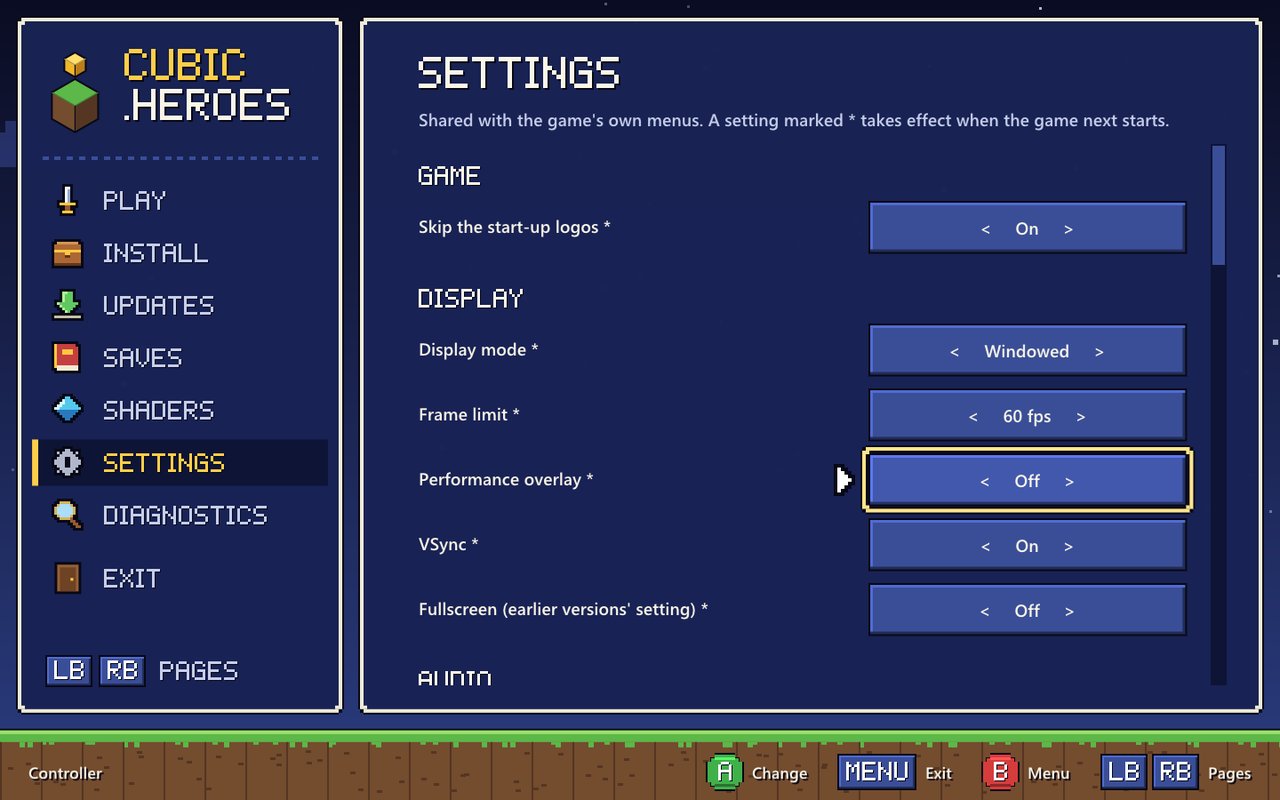 CUBIC
.HEROES
PLAY
INSTALL
UPDATES
SAVES
SHADERS
SETTINGS
DIAGNOSTICS
EXIT
LB RB PAGES
SETTINGS
Shared with the game's own menus. A setting marked * takes effect when the game next starts.
GAME
Skip the start-up logos * < On >
DISPLAY
Display mode * < Windowed >
Frame limit * < 60 fps >
Performance overlay * < Off >
VSync * < On >
Fullscreen (earlier versions' setting) * < Off >
AUDIO
Controller A Change MENU Exit B Menu LB RB Pages